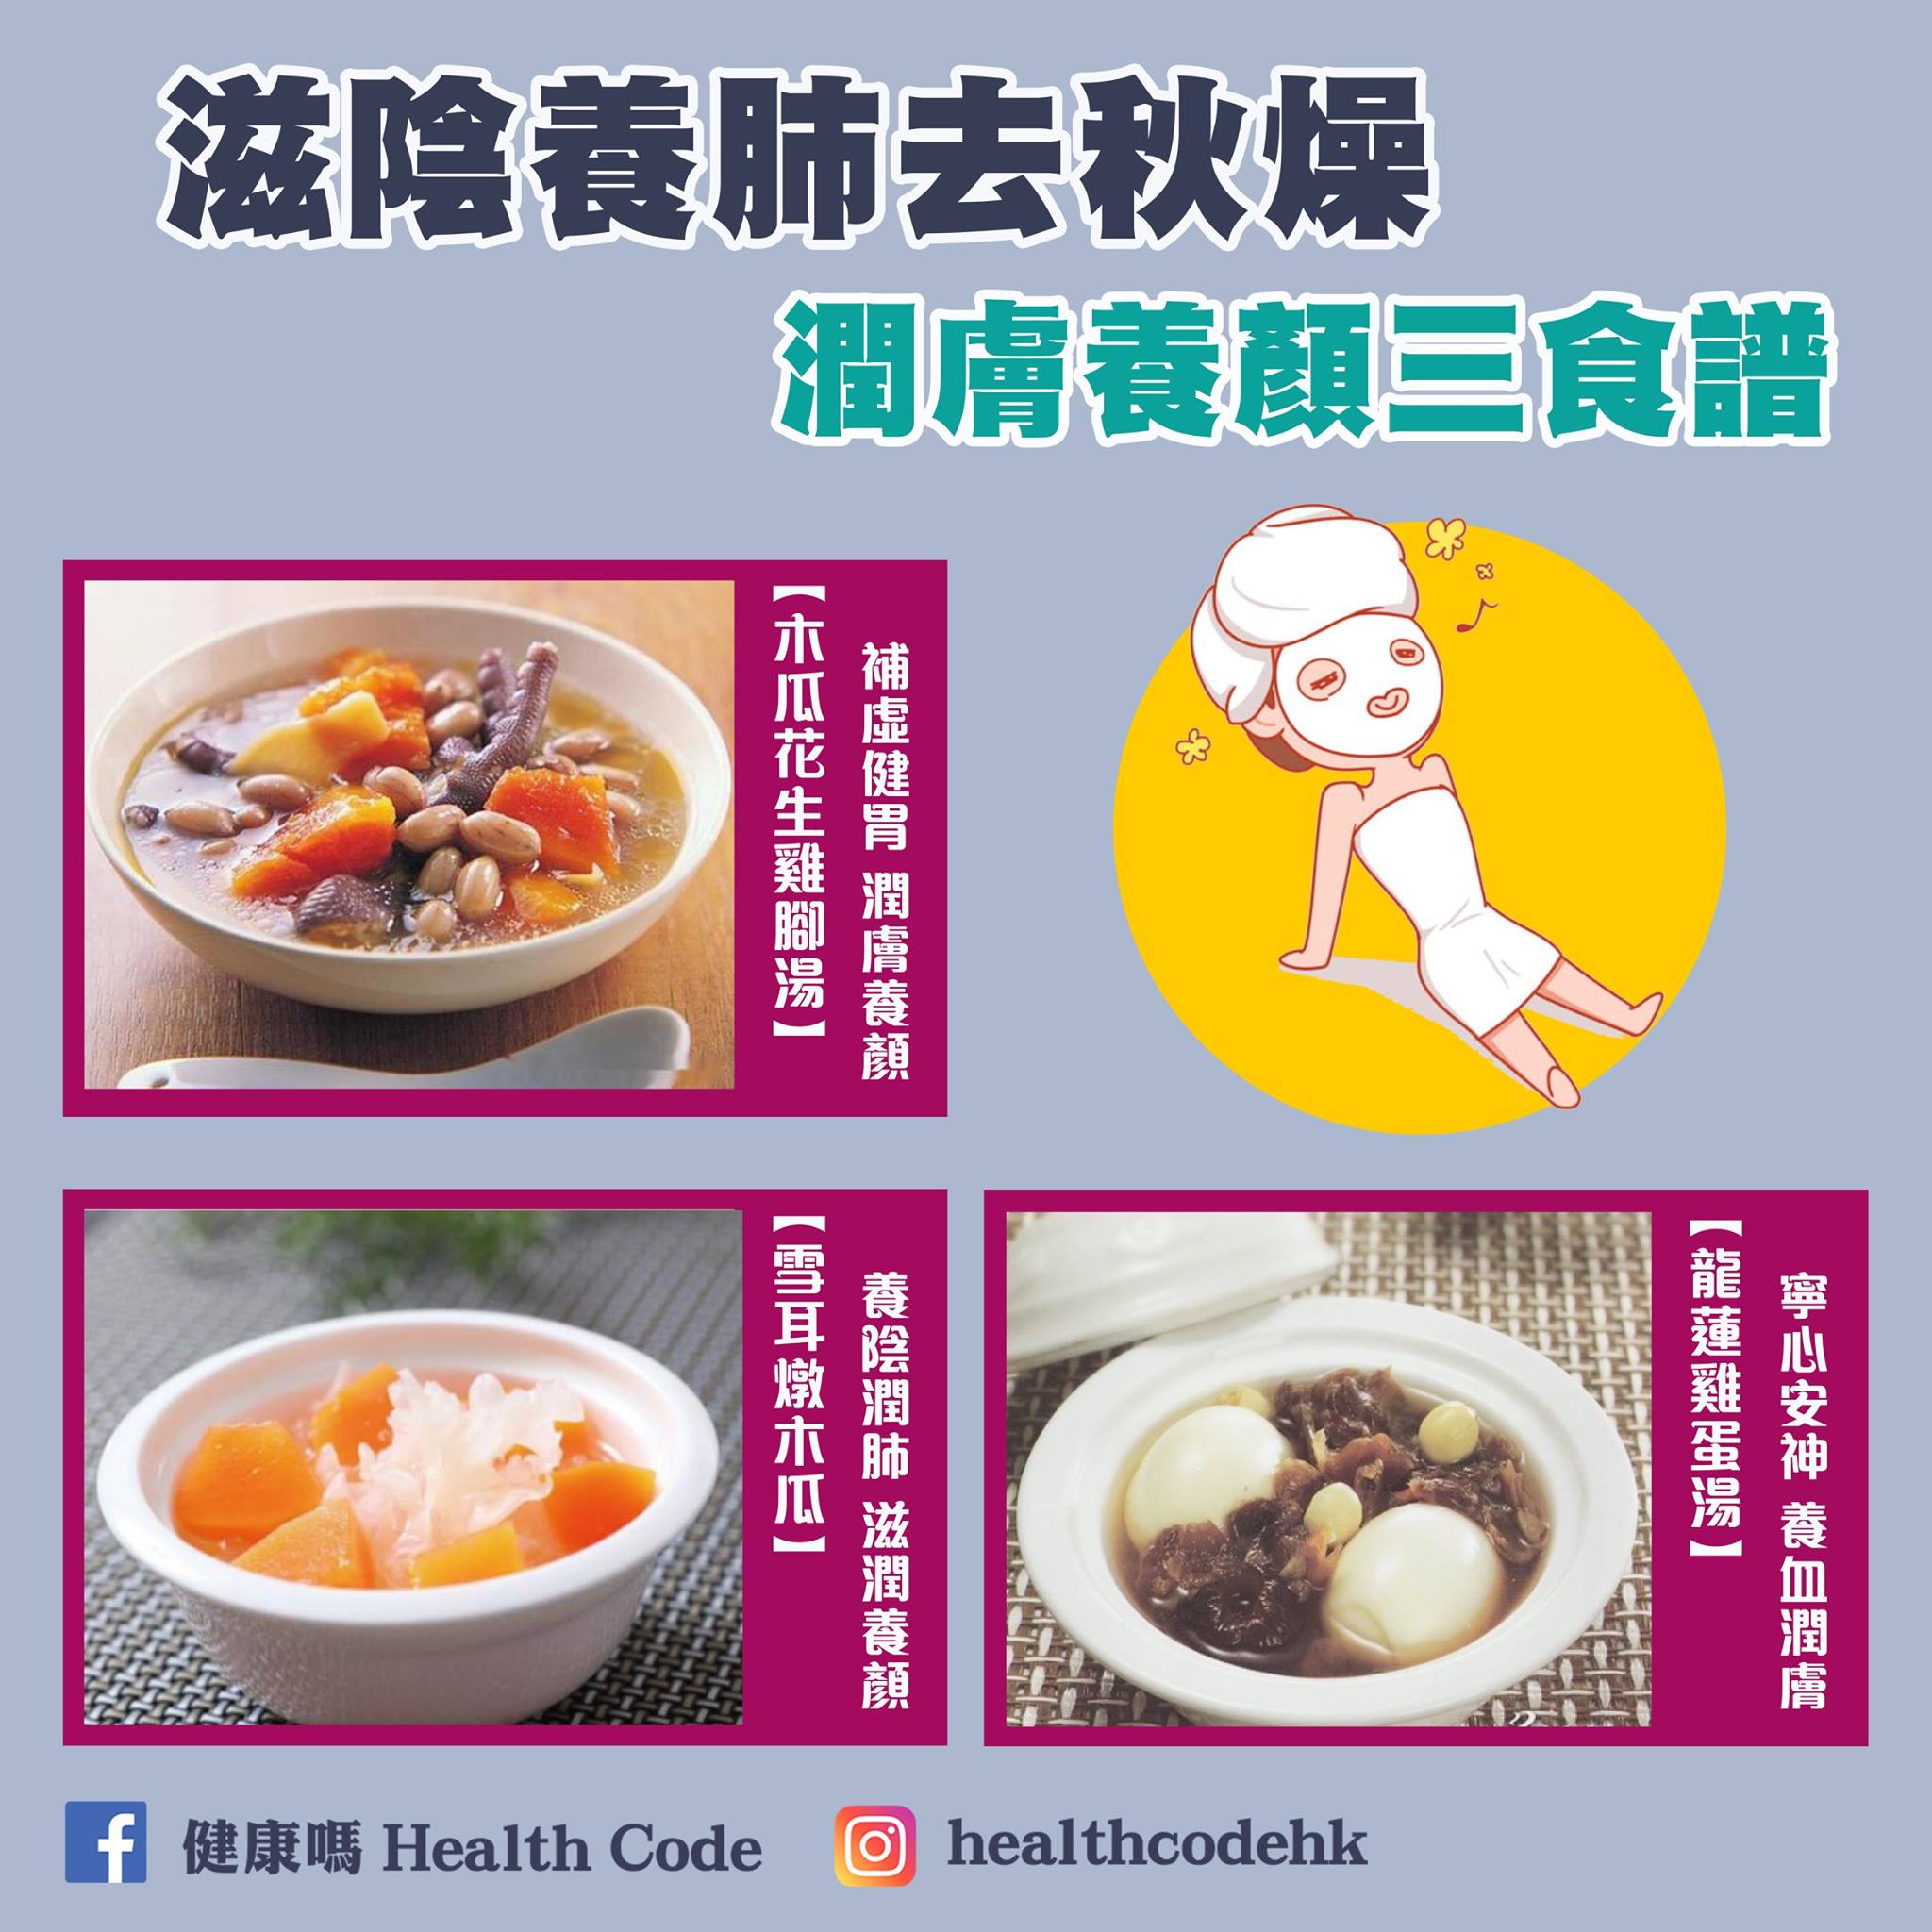 滋陰養肺去秋燥
潤膚養顏三食譜
【木瓜花生雞腳湯】
補虛健胃 潤膚養顏
【雪耳燉木瓜】
養陰潤肺 滋潤養顏
【龍蓮雞蛋湯】
寧心安神 養血潤膚
健康嗎 Health Code
healthcodehk